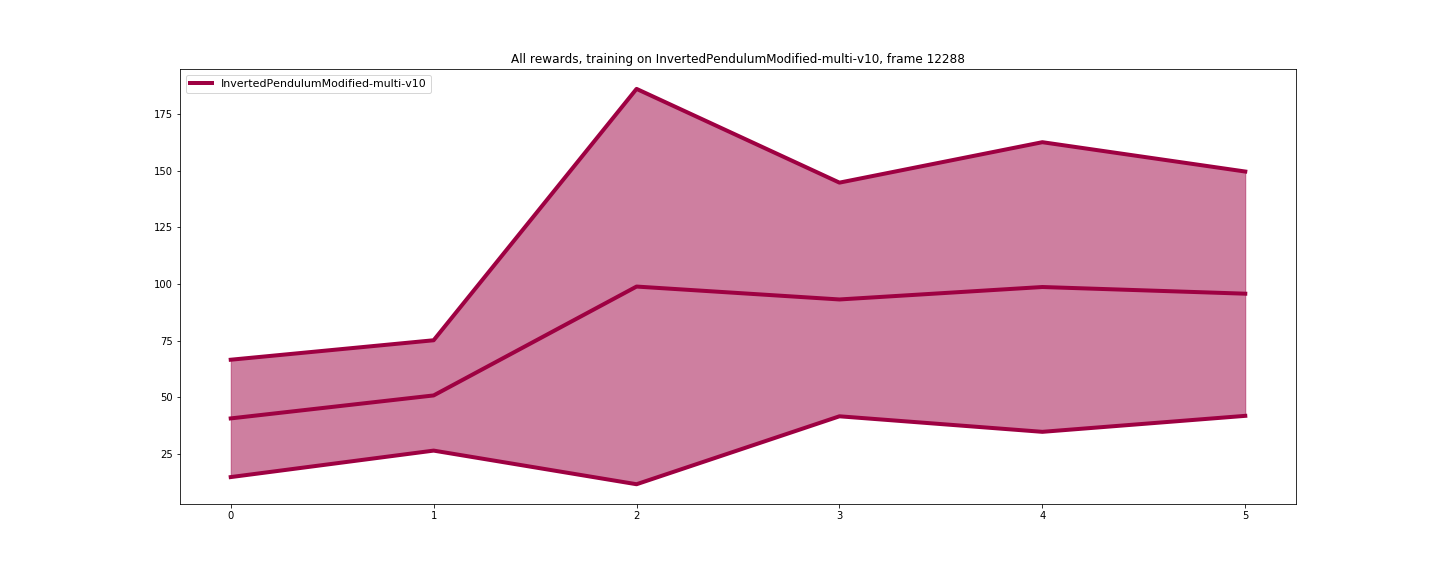 All rewards, training on InvertedPendulumModified-multi-v10, frame 12288
InvertedPendulumModified-multi-v10
175
150
125
100
75
50
25
0 1 2 3 4 5